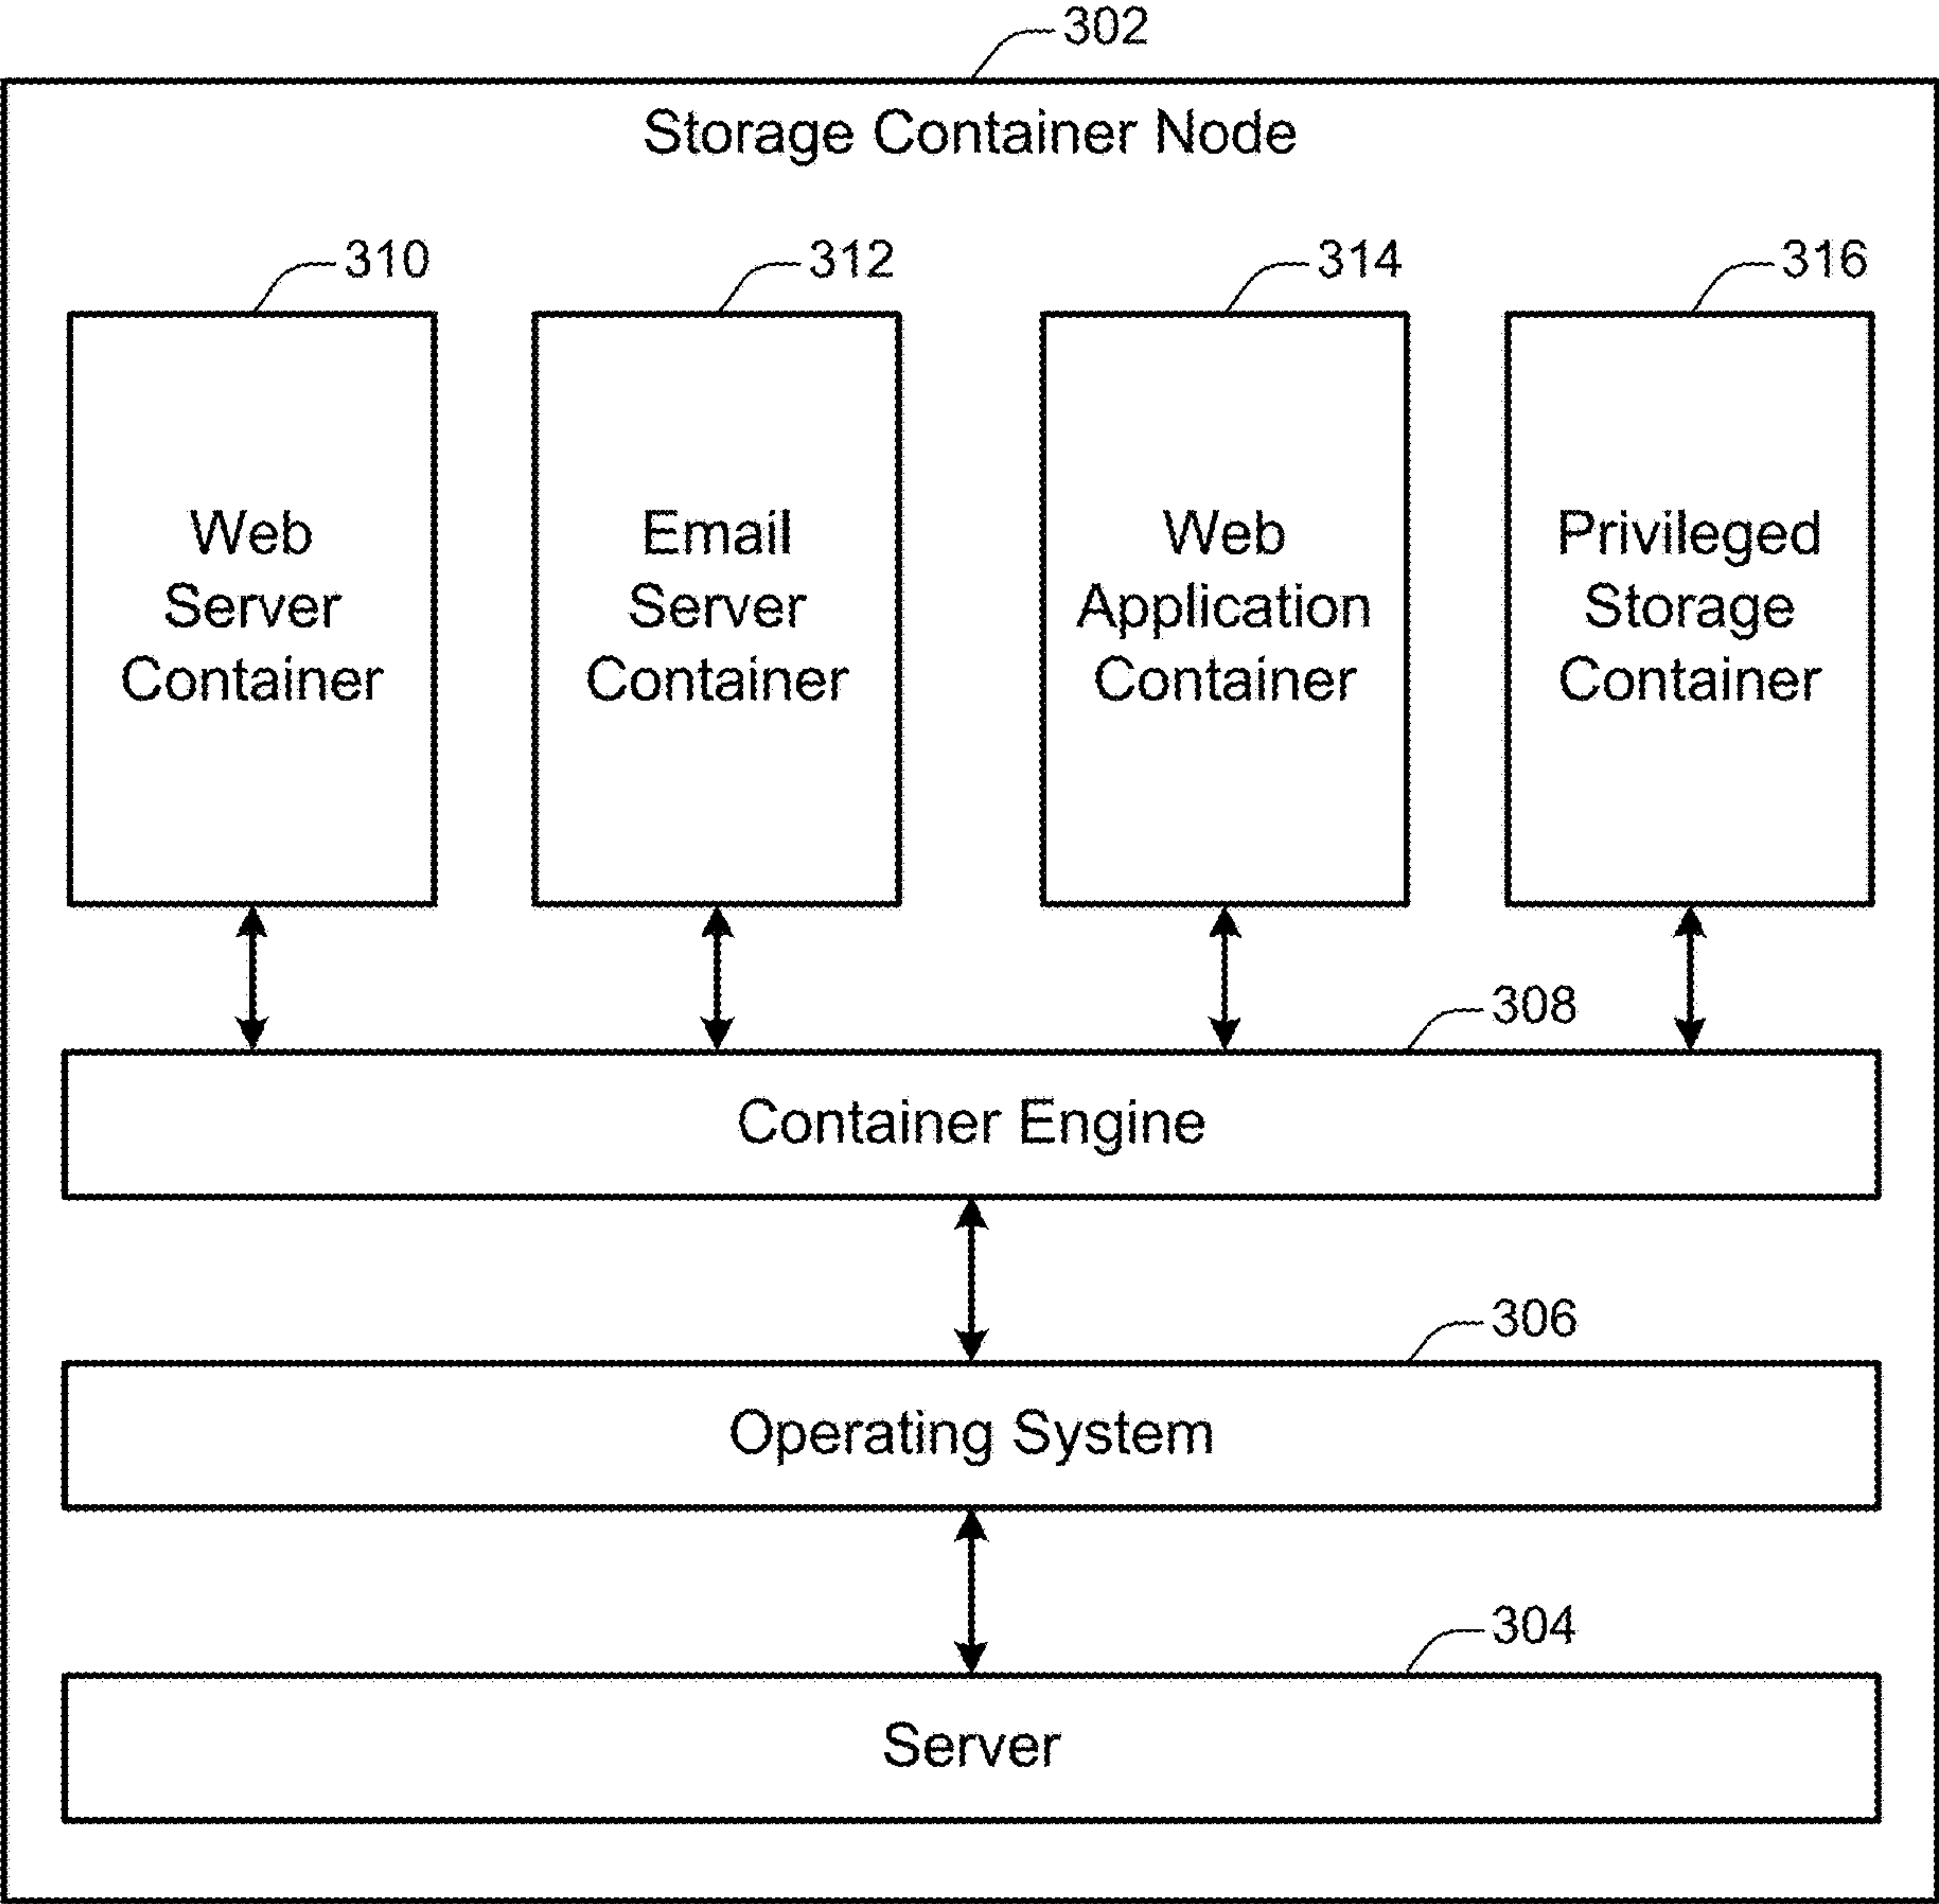 302
Storage Container Node
310
312
314
316
Web
Server
Container
Email
Server
Container
Web
Application
Container
Privileged
Storage
Container
308
Container Engine
306
Operating System
304
Server